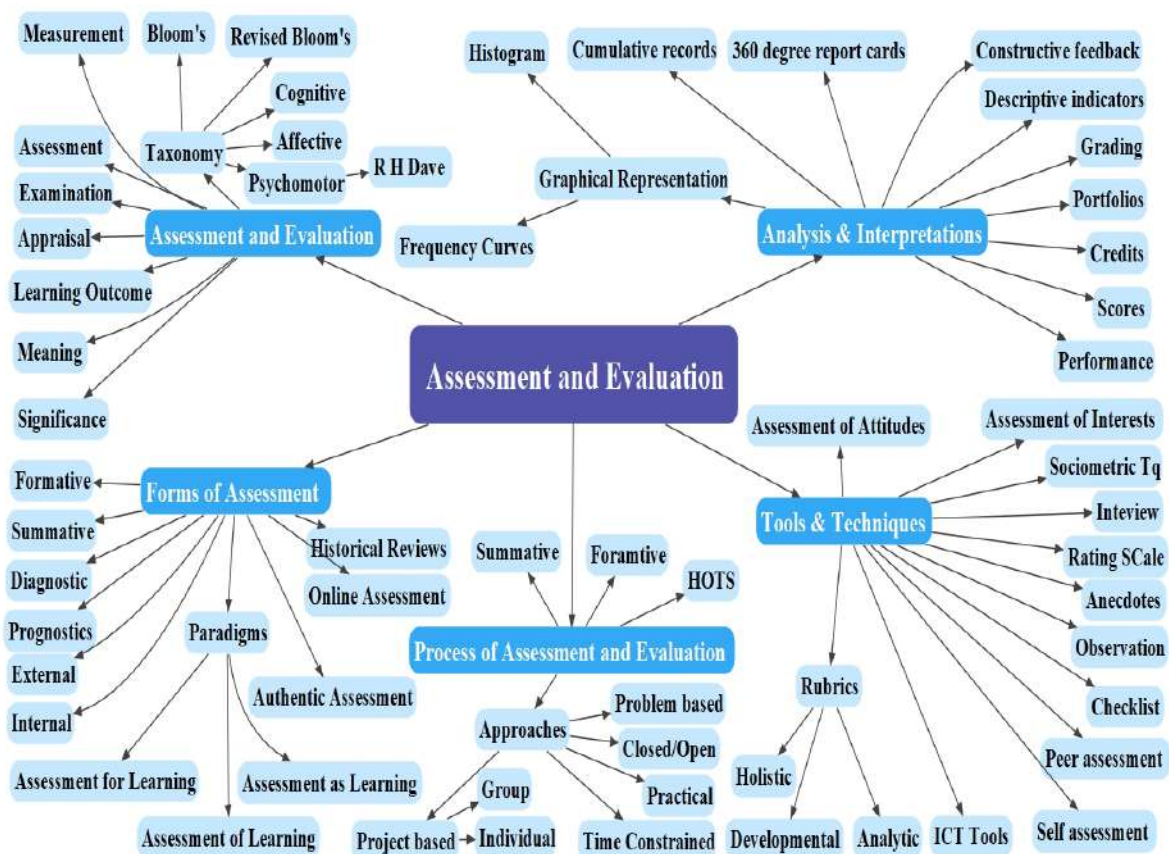 Measurement
Bloom's
Revised Bloom's
Cognitive
Affective
Taxonomy
Psychomotor
R H Dave
Assessment
Examination
Appraisal
Assessment and Evaluation
Learning Outcome
Meaning
Significance
Histogram
Cumulative records
360 degree report cards
Constructive feedback
Descriptive indicators
Grading
Graphical Representation
Portfolios
Frequency Curves
Analysis & Interpretations
Credits
Scores
Performance
Assessment and Evaluation
Formative
Forms of Assessment
Summative
Historical Reviews
Diagnostic
Online Assessment
Prognostics
Paradigms
External
Authentic Assessment
Internal
Assessment for Learning
Assessment as Learning
Assessment of Learning
Summative
Foramtive
HOTS
Process of Assessment and Evaluation
Approaches
Problem based
Closed/Open
Practical
Group
Project based
Individual
Time Constrained
Assessment of Attitudes
Assessment of Interests
Sociometric Tq
Tools & Techniques
Inteview
Rating SCale
Anecdotes
Observation
Rubrics
Checklist
Peer assessment
Holistic
Developmental
Analytic
ICT Tools
Self assessment